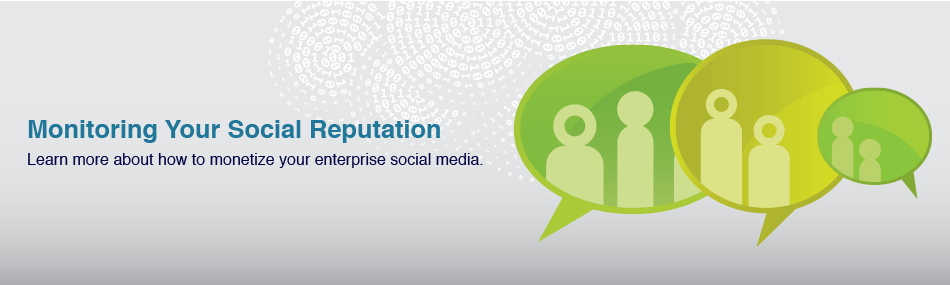 Monitoring Your Social Reputation
Learn more about how to monetize your enterprise social media.